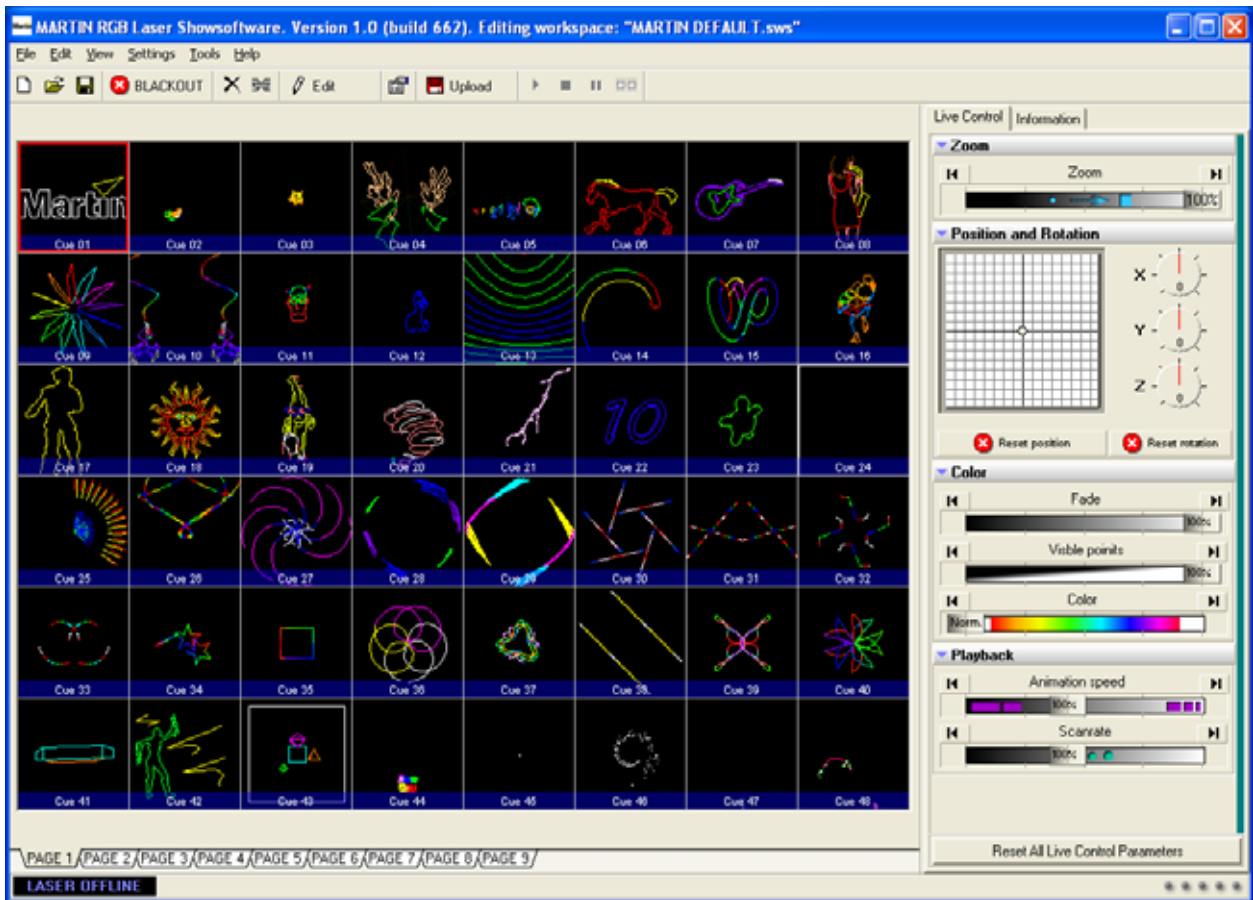 MARTIN RGB Laser Showsoftware. Version 1.0 (build 662). Editing workspace: "MARTIN DEFAULT.sws"
File Edit View Settings Tools Help
BLACKOUT Edit Upload
Live Control Information
Zoom
Zoom
100%
Position and Rotation
X
0
Y
0
Z
0
Reset position Reset rotation
Color
Fade
100%
Visble poinits
100%
Color
Norm.
Playback
Animation speed
100%
Scanrate
100%
Reset All Live Control Parameters
Martin
Cue 01 Cue 02 Cue 03 Cue 04 Cue 05 Cue 06 Cue 07 Cue 08
Cue 09 Cue 10 Cue 11 Cue 12 Cue 13 Cue 14 Cue 15 Cue 16
10
Cue 17 Cue 18 Cue 19 Cue 20 Cue 21 Cue 22 Cue 23 Cue 24
Cue 25 Cue 26 Cue 27 Cue 28 Cue 29 Cue 30 Cue 31 Cue 32
Cue 33 Cue 34 Cue 35 Cue 36 Cue 37 Cue 38 Cue 39 Cue 40
Cue 41 Cue 42 Cue 43 Cue 44 Cue 45 Cue 46 Cue 47 Cue 48
PAGE 1 PAGE 2 PAGE 3 PAGE 4 PAGE 5 PAGE 6 PAGE 7 PAGE 8 PAGE 9
LASER OFFLINE